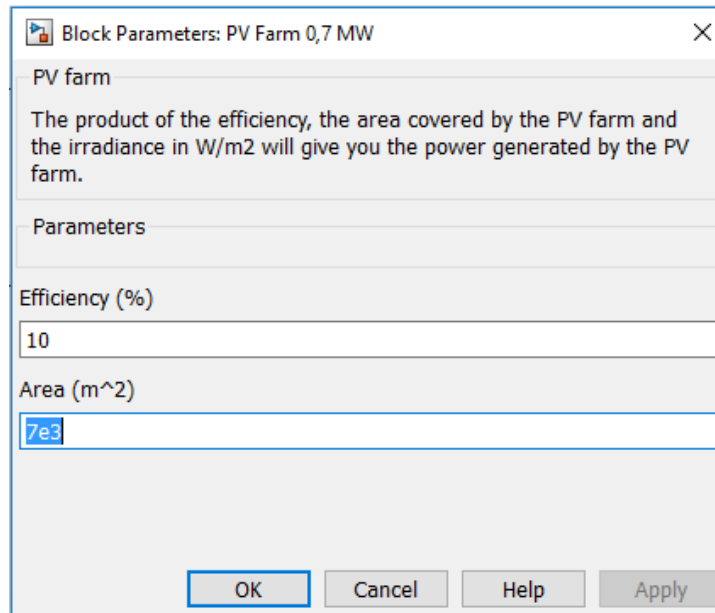 Block Parameters: PV Farm 0,7 MW
PV farm
The product of the efficiency, the area covered by the PV farm and
the irradiance in W/m2 will give you the power generated by the PV
farm.
Parameters
Efficiency (%)
10
Area (m^2)
7e3
OK Cancel Help Apply